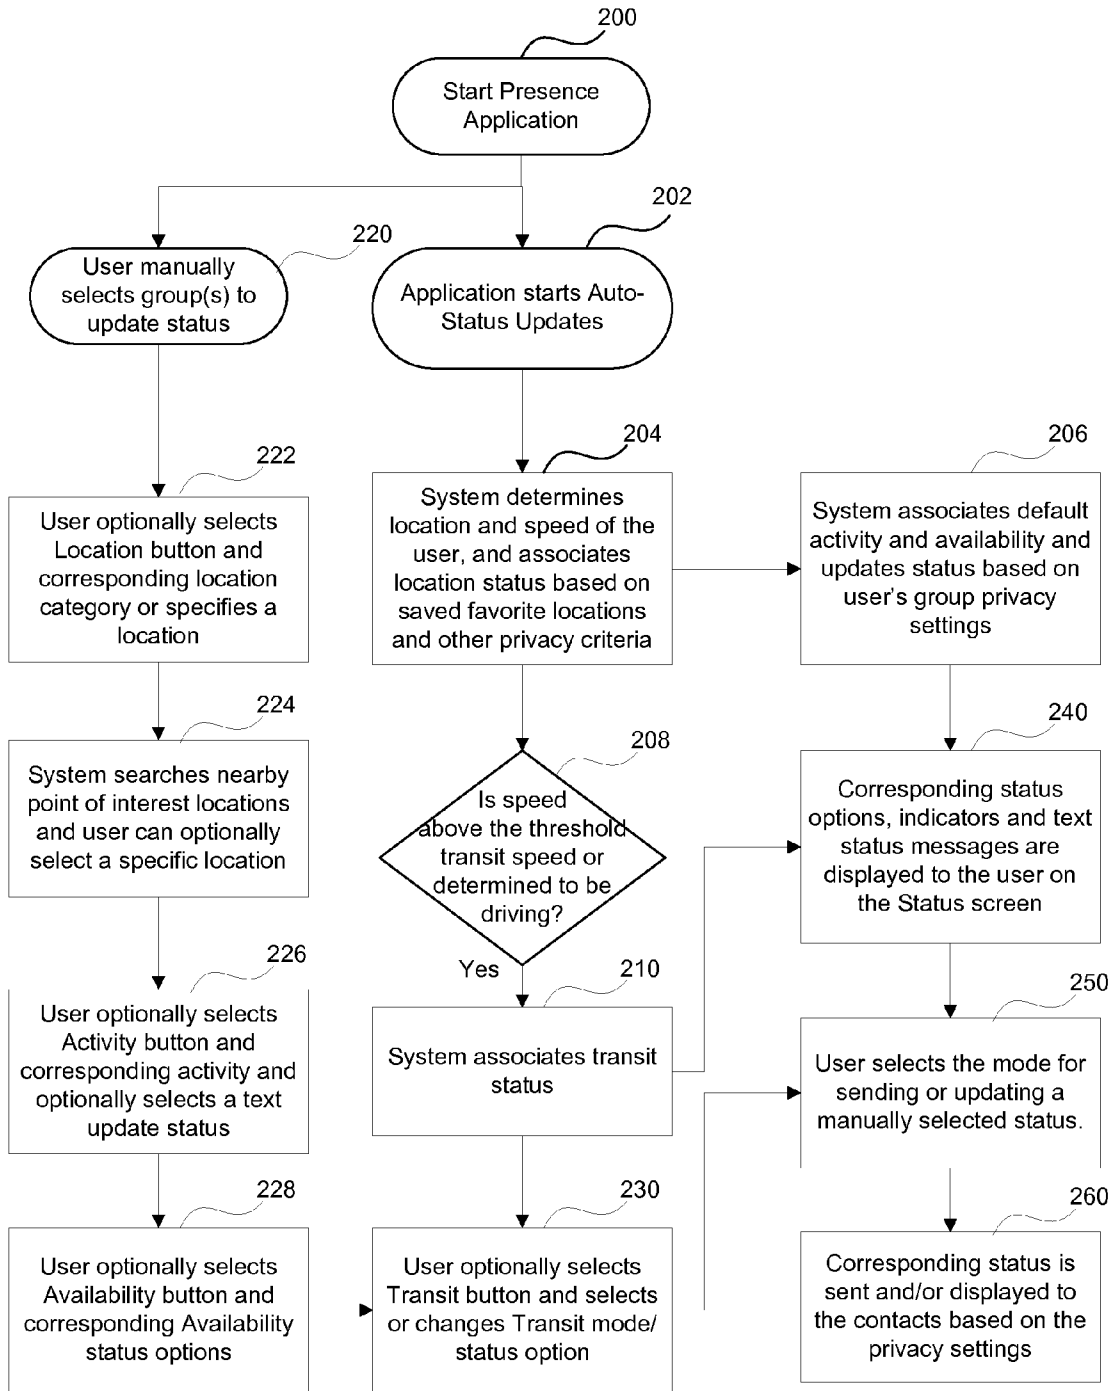 200
Start Presence
Application
202
220
User manually
selects group(s) to
update status
Application starts Auto-
Status Updates
222
User optionally selects
Location button and
corresponding location
category or specifies a
location
204
System determines
location and speed of the
user, and associates
location status based on
saved favorite locations
and other privacy criteria
206
System associates default
activity and availability and
updates status based on
user's group privacy
settings
224
System searches nearby
point of interest locations
and user can optionally
select a specific location
208
Is speed
above the threshold
transit speed or
determined to be
driving?
Yes
240
Corresponding status
options, indicators and text
status messages are
displayed to the user on
the Status screen
226
User optionally selects
Activity button and
corresponding activity and
optionally selects a text
update status
210
System associates transit
status
250
User selects the mode for
sending or updating a
manually selected status.
228
User optionally selects
Availability button and
corresponding Availability
status options
230
User optionally selects
Transit button and selects
or changes Transit mode/
status option
260
Corresponding status is
sent and/or displayed to
the contacts based on the
privacy settings